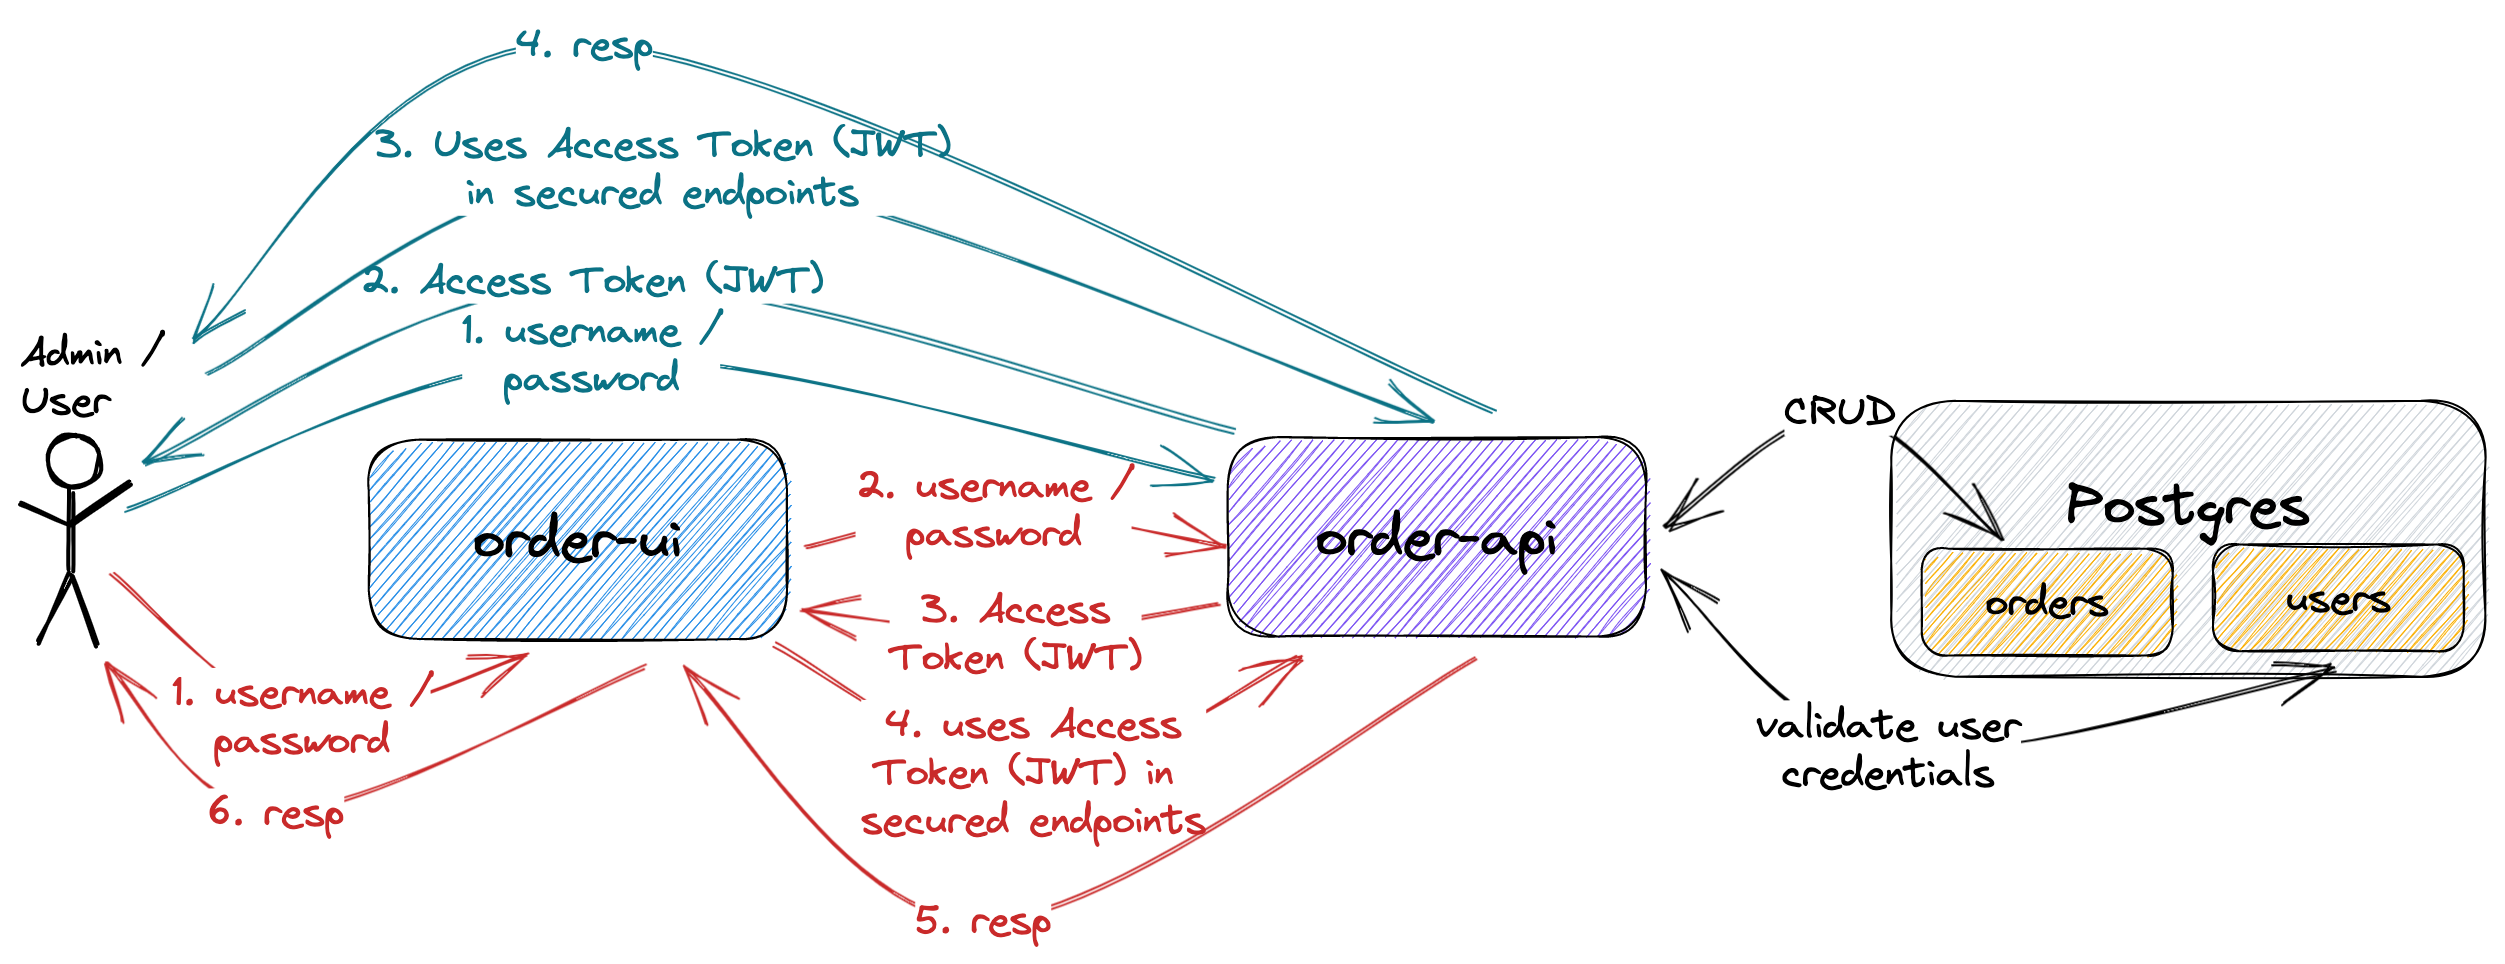 4. resp
3. Uses Access Token (JWT)
in secured endpoints
2. Access Token (JWT)
1. username /
password
Admin /
User
order-ui
2. username /
password
3. Access
Token (JWT)
4. uses Access
Token (JWT) in
secured endpoints
5. resp
1. username /
password
6. resp
order-api
CRUD
Postgres
orders
users
validate user
credentials